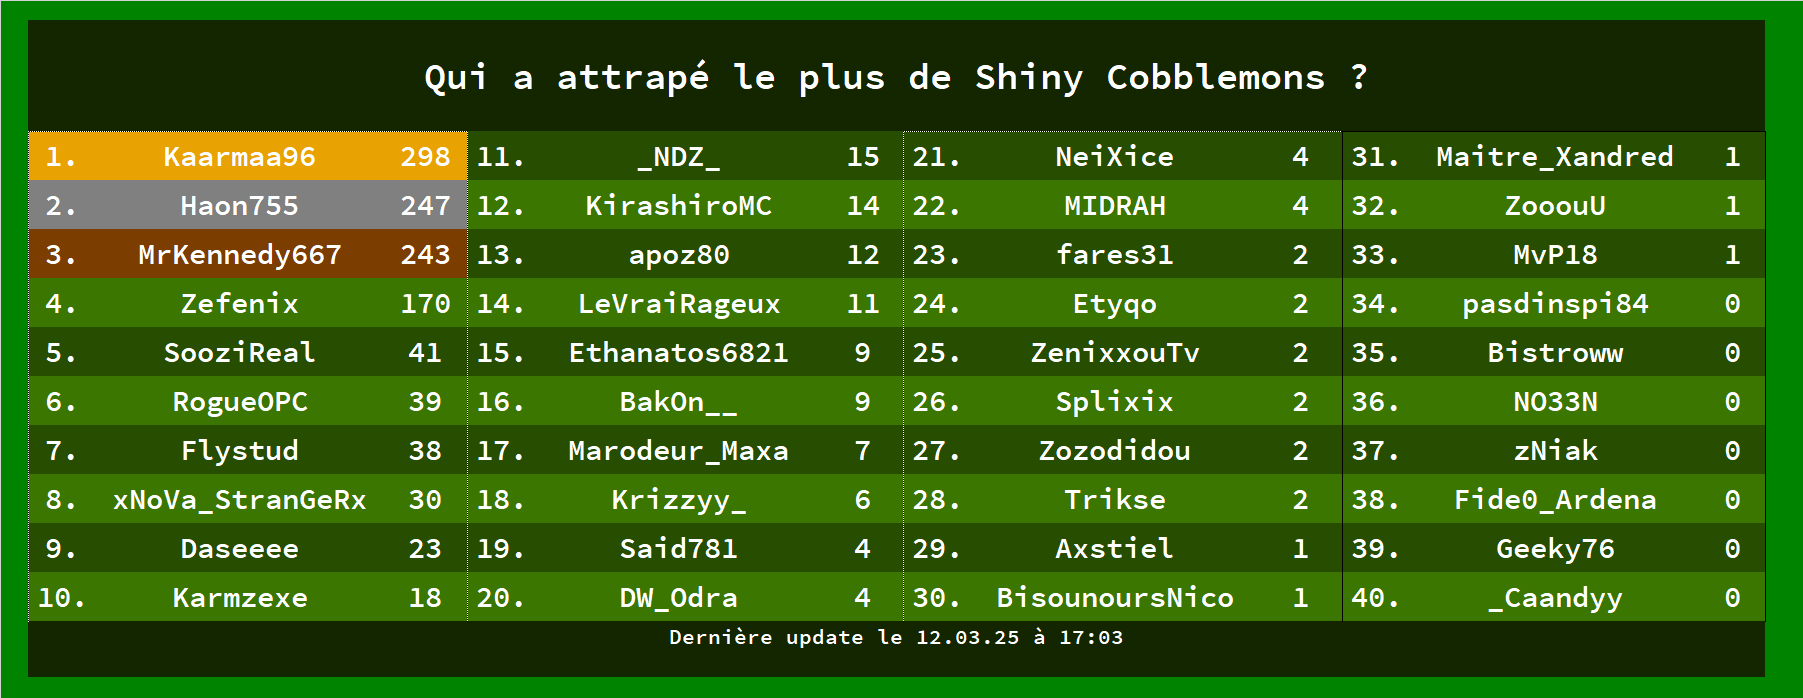 Qui a attrapé le plus de Shiny Cobblemons ?
1. Kaarmaa96 298 11. _NDZ_ 15 21. NeiXice 4 31. Maitre_Xandred 1
2. Haon755 247 12. KirashiroMC 14 22. MIDRAH 4 32. ZooouU 1
3. MrKennedy667 243 13. apoz80 12 23. fares31 2 33. MvP18 1
4. Zefenix 170 14. LeVraiRageux 11 24. Etyqo 2 34. pasdinspi84 0
5. SooziReal 41 15. Ethanatos6821 9 25. ZenixxouTv 2 35. Bistroww 0
6. RogueOPC 39 16. BakOn__ 9 26. Splixix 2 36. NO33N 0
7. Flystud 38 17. Marodeur_Maxa 7 27. Zozodidou 2 37. zNiak 0
8. xNoVa_StranGeRx 30 18. Krizzyy_ 6 28. Trikse 2 38. Fide0_Ardena 0
9. Daseeee 23 19. Said781 4 29. Axstiel 1 39. Geeky76 0
10. Karmzexe 18 20. DW_Odra 4 30. BisounoursNico 1 40. _Caandyy 0
Dernière update le 12.03.25 à 17:03